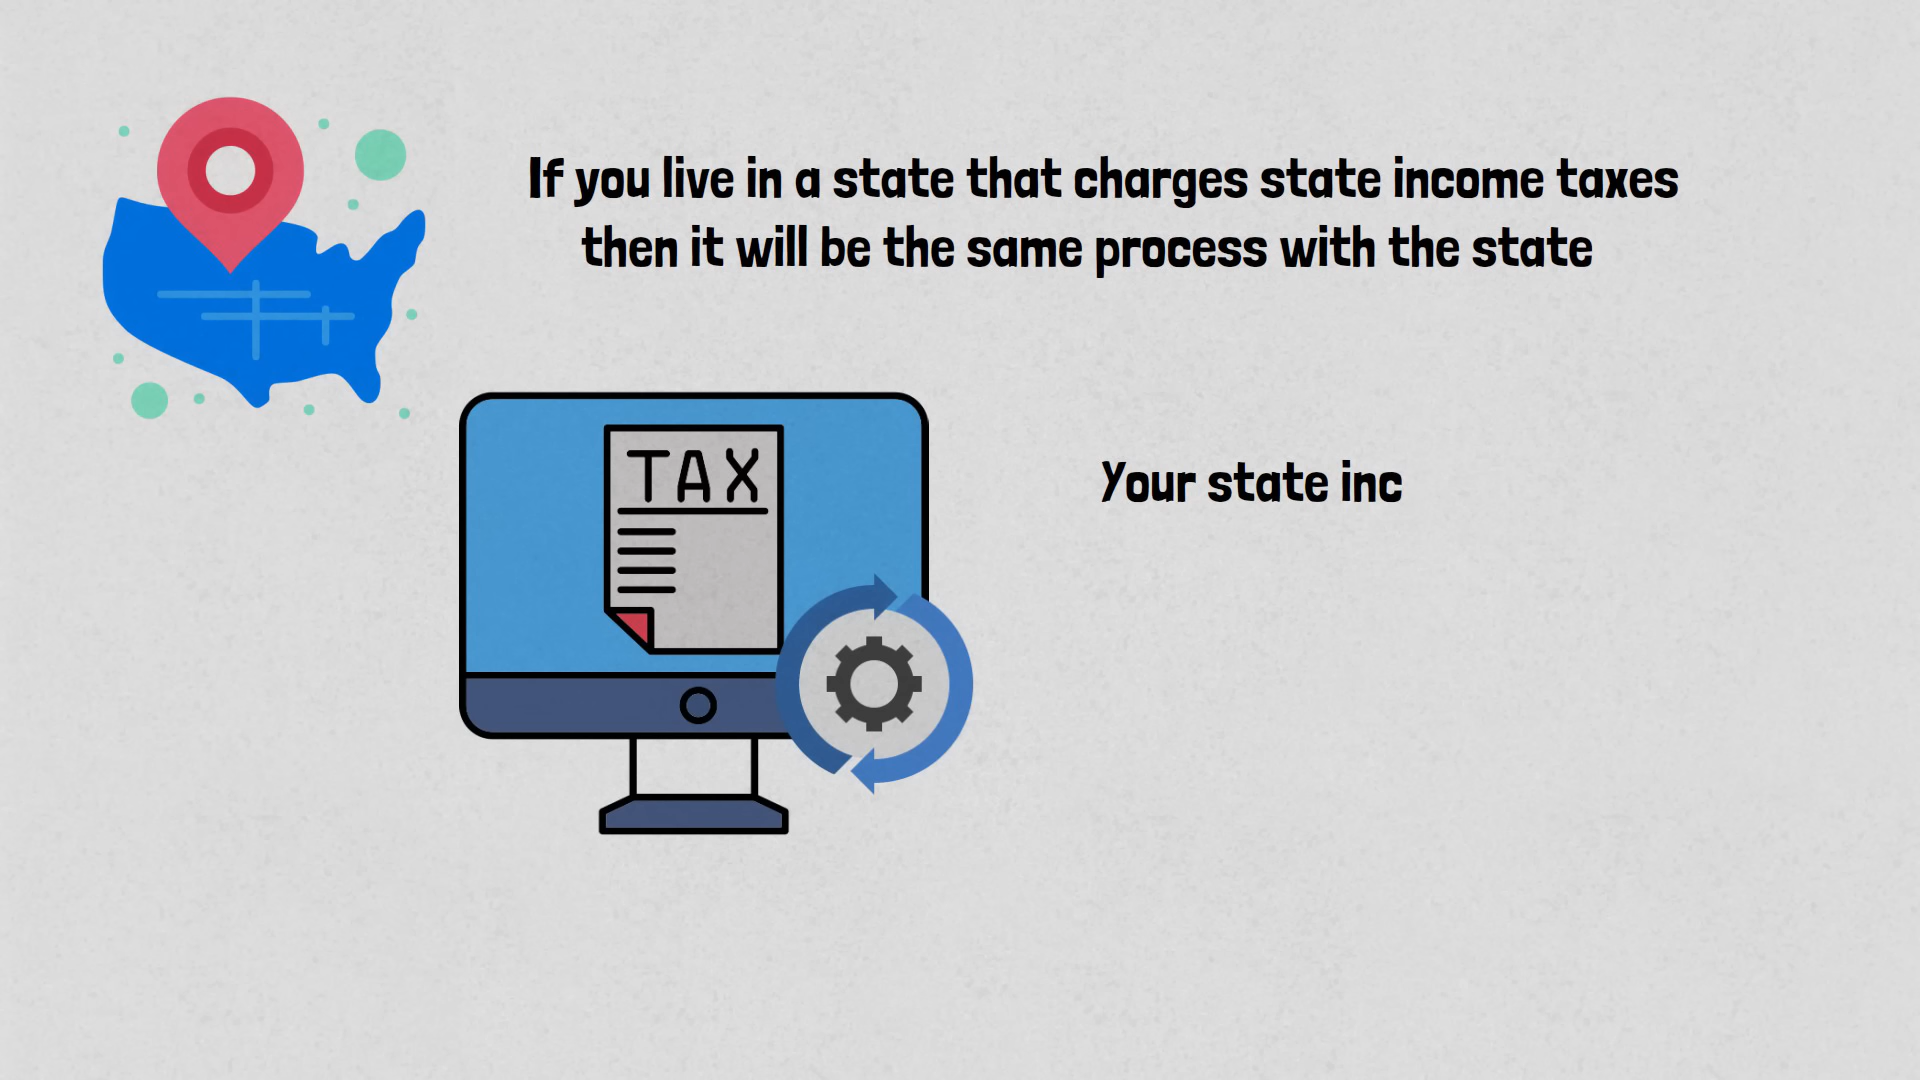 If you live in a state that charges state income taxes
then it will be the same process with the state
TAX
Your state inc